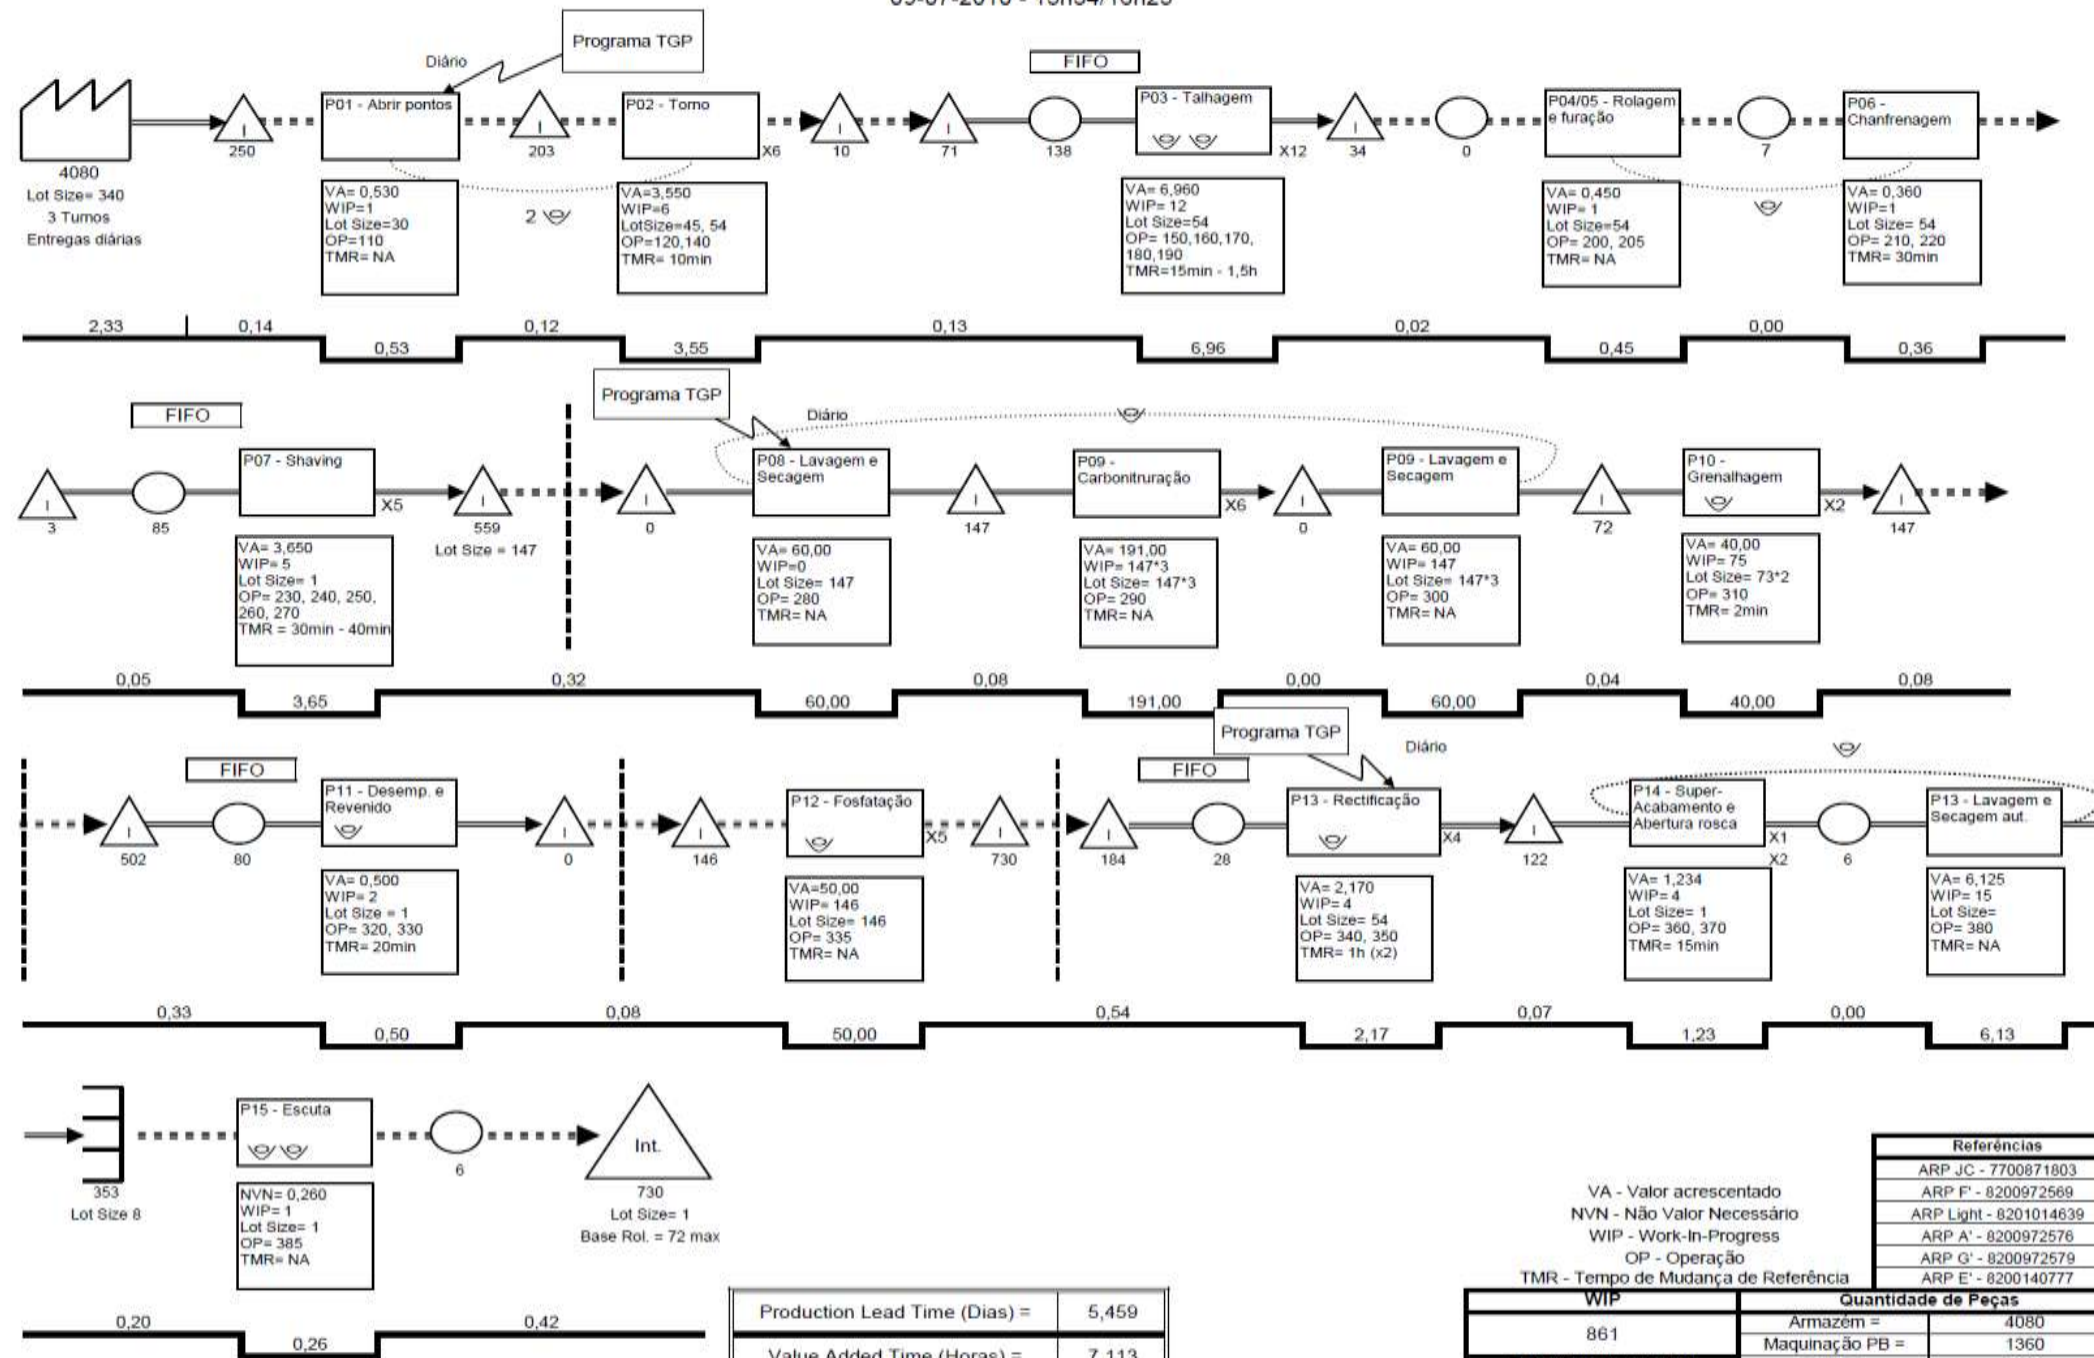 Programa TGP
Diário
FIFO
P01 - Abrir pontos
P02 - Torno
P03 - Talhagem
P04/05 - Rolagem
e furação
P06 -
Chanfrenagem
I
I
I
I
I
X6
X12
4080
250
203
10
71
138
34
0
7
Lot Size= 340
3 Turnos
Entregas diárias
VA= 0,530
WIP=1
Lot Size=30
OP=110
TMR= NA
2
VA=3,550
WIP=6
LotSize=45, 54
OP=120,140
TMR= 10min
VA= 6,960
WIP= 12
Lot Size=54
OP= 150,160,170,
180,190
TMR=15min - 1,5h
VA= 0,450
WIP= 1
Lot Size=54
OP= 200, 205
TMR= NA
VA= 0,360
WIP=1
Lot Size= 54
OP= 210, 220
TMR= 30min
2,33
0,14
0,53
0,12
3,55
0,13
6,96
0,02
0,45
0,00
0,36
FIFO
Programa TGP
Diário
P07 - Shaving
P08 - Lavagem e
Secagem
P09 -
Carbonitruração
P09 - Lavagem e
Secagem
P10 -
Grenalhagem
I
I
I
I
I
I
I
X5
X6
X2
3
85
559
0
147
0
72
147
Lot Size = 147
VA= 3,650
WIP= 5
Lot Size= 1
OP= 230, 240, 250,
260, 270
TMR = 30min - 40min
VA= 60,00
WIP=0
Lot Size= 147
OP= 280
TMR= NA
VA= 191,00
WIP= 147*3
Lot Size= 147*3
OP= 290
TMR= NA
VA= 60,00
WIP= 147
Lot Size= 147*3
OP= 300
TMR= NA
VA= 40,00
WIP= 75
Lot Size= 73*2
OP= 310
TMR= 2min
0,05
3,65
0,32
60,00
0,08
191,00
0,00
60,00
0,04
40,00
0,08
FIFO
FIFO
Programa TGP
Diário
P11 - Desemp. e
Revenido
P12 - Fosfatação
P13 - Rectificação
P14 - Super-
Acabamento e
Abertura rosca
P13 - Lavagem e
Secagem aut.
I
I
I
I
I
I
X5
X4
X1
X2
502
80
0
146
730
184
28
122
6
VA= 0,500
WIP= 2
Lot Size = 1
OP= 320, 330
TMR= 20min
VA=50,00
WIP= 146
Lot Size= 146
OP= 335
TMR= NA
VA= 2,170
WIP= 4
Lot Size= 54
OP= 340, 350
TMR= 1h (x2)
VA= 1,234
WIP= 4
Lot Size= 1
OP= 360, 370
TMR= 15min
VA= 6,125
WIP= 15
Lot Size=
OP= 380
TMR= NA
0,33
0,50
0,08
50,00
0,54
2,17
0,07
1,23
0,00
6,13
P15 - Escuta
Int.
353
Lot Size 8
6
730
Lot Size= 1
Base Rol. = 72 max
NVN= 0,260
WIP= 1
Lot Size= 1
OP= 385
TMR= NA
0,20
0,26
0,42
Production Lead Time (Dias) = 5,459
Value Added Time (Horas) = 7,113
VA - Valor acrescentado
NVN - Não Valor Necessário
WIP - Work-In-Progress
OP - Operação
TMR - Tempo de Mudança de Referência
Referências
ARP JC - 7700871803
ARP F' - 8200972569
ARP Light - 8201014639
ARP A' - 8200972576
ARP G' - 8200972579
ARP E' - 8200140777
WIP
861
Quantidade de Peças
Armazém = 4080
Maquinação PB = 1360